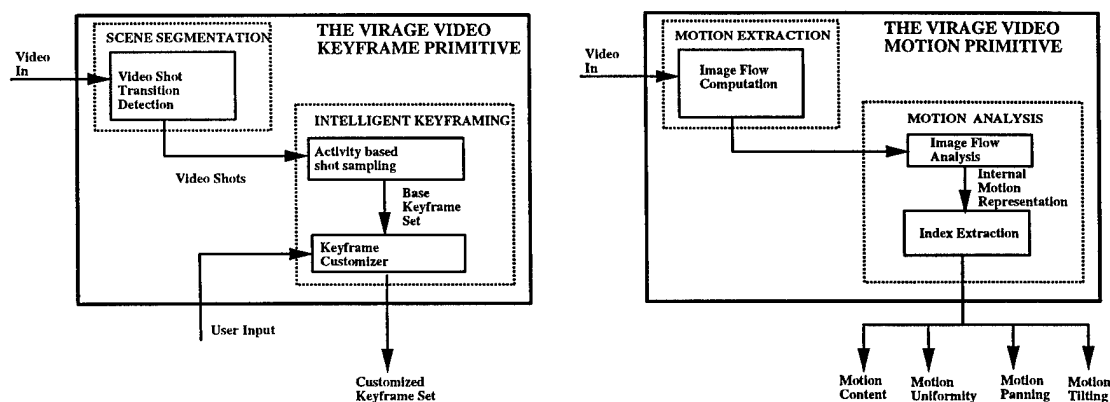 SCENE SEGMENTATION
THE VIRAGE VIDEO
KEYFRAME PRIMITIVE
Video
In
Video Shot
Transition
Detection
INTELLIGENT KEYFRAMING
Activity based
shot sampling
Video Shots
Base
Keyframe
Set
Keyframe
Customizer
User Input
Customized
Keyframe Set
MOTION EXTRACTION
THE VIRAGE VIDEO
MOTION PRIMITIVE
Video
In
Image Flow
Computation
MOTION ANALYSIS
Image Flow
Analysis
Internal
Motion
Representation
Index Extraction
Motion
Content
Motion
Uniformity
Motion
Panning
Motion
Tilting